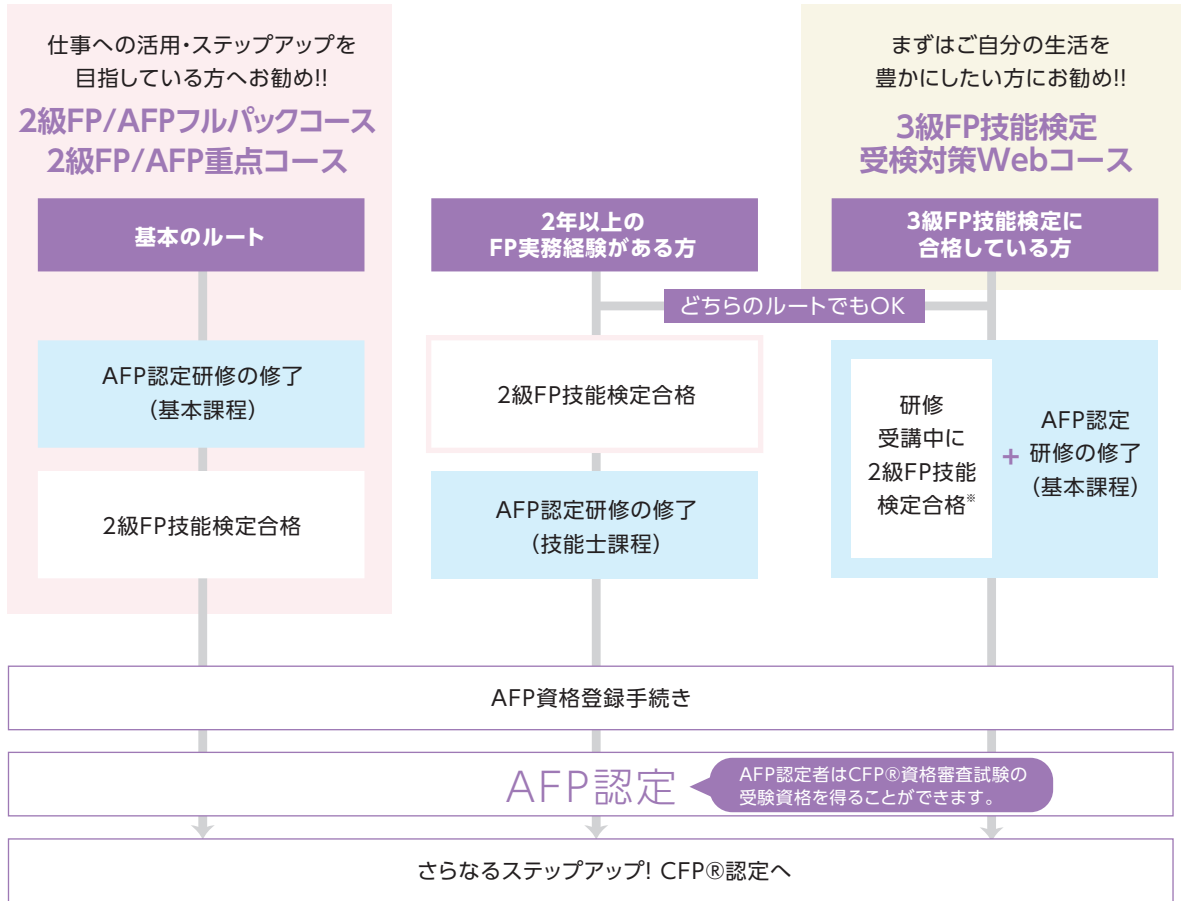 仕事への活用・ステップアップを
目指している方へお勧め!!
2級FP/AFPフルパックコース
2級FP/AFP重点コース
基本のルート
AFP認定研修の修了
(基本課程)
2級FP技能検定合格
2年以上の
FP実務経験がある方
どちらのルートでもOK
2級FP技能検定合格
AFP認定研修の修了
(技能士課程)
まずはご自分の生活を
豊かにしたい方にお勧め!!
3級FP技能検定
受検対策Webコース
3級FP技能検定に
合格している方
研修
受講中に
2級FP技能
検定合格※
+
AFP認定
研修の修了
(基本課程)
AFP資格登録手続き
AFP認定
AFP認定者はCFP®資格審査試験の
受験資格を得ることができます。
さらなるステップアップ! CFP®認定へ